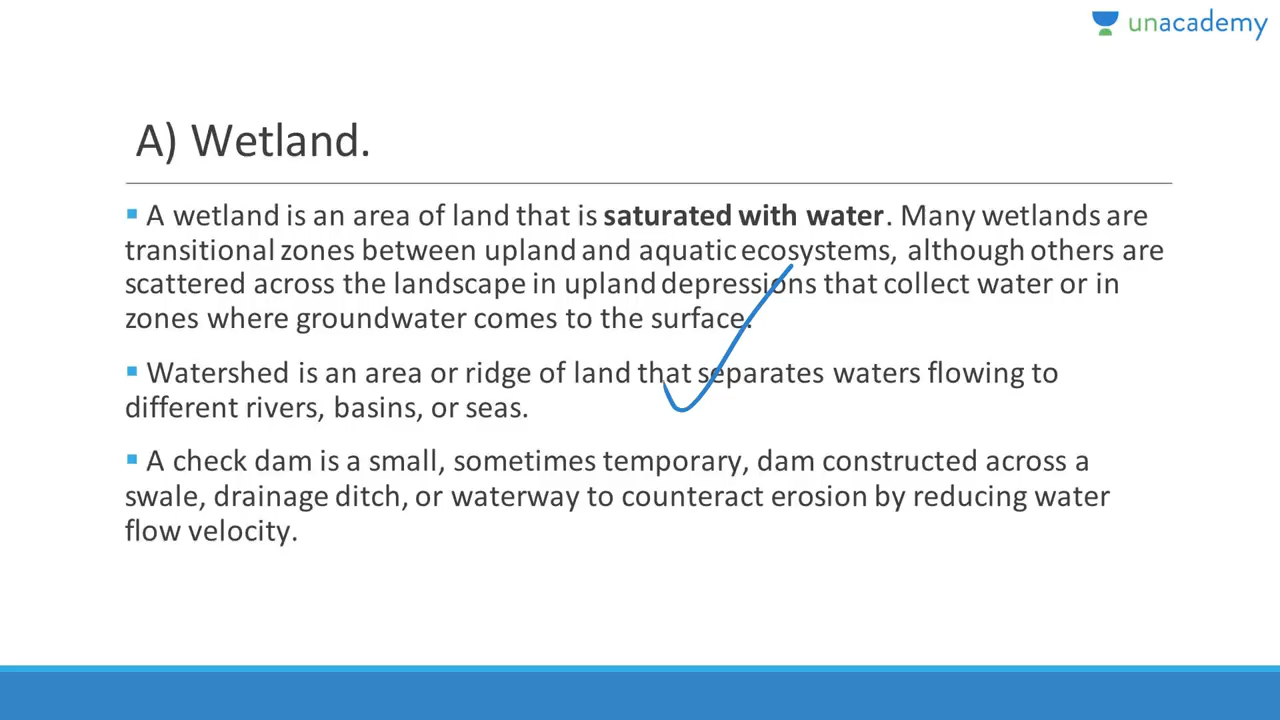 unacademy
A) Wetland.
▪ A wetland is an area of land that is saturated with water. Many wetlands are
transitional zones between upland and aquatic ecosystems, although others are
scattered across the landscape in upland depressions that collect water or in
zones where groundwater comes to the surface.
▪ Watershed is an area or ridge of land that separates waters flowing to
different rivers, basins, or seas.
▪ A check dam is a small, sometimes temporary, dam constructed across a
swale, drainage ditch, or waterway to counteract erosion by reducing water
flow velocity.